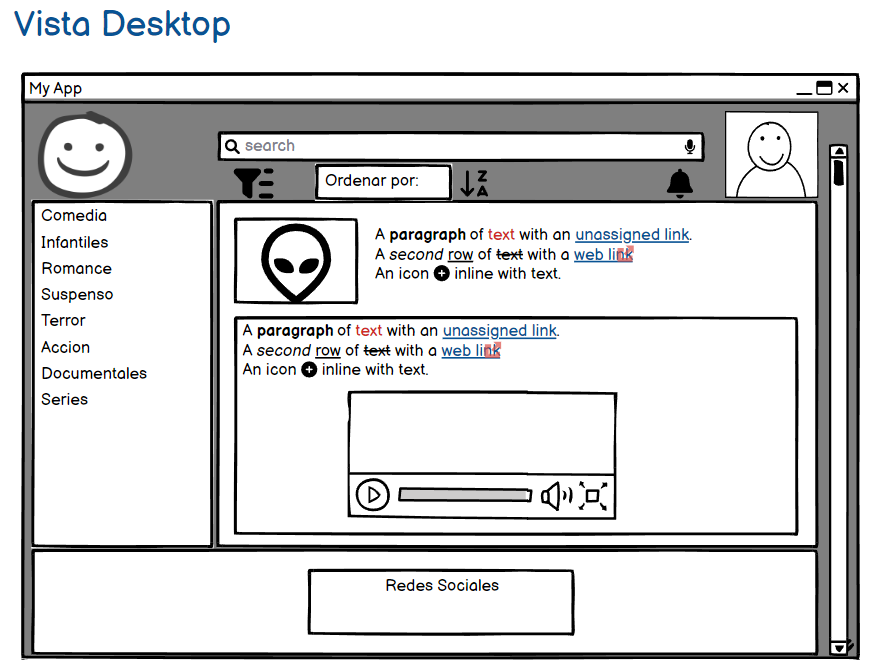 Vista Desktop
My App
search
Ordenar por:
Z
A
Comedia
Infantiles
Romance
Suspenso
Terror
Accion
Documentales
Series
A paragraph of text with an unassigned link.
A second row of text with a web link
An icon inline with text.
A paragraph of text with an unassigned link.
A second row of text with a web link
An icon inline with text.
Redes Sociales